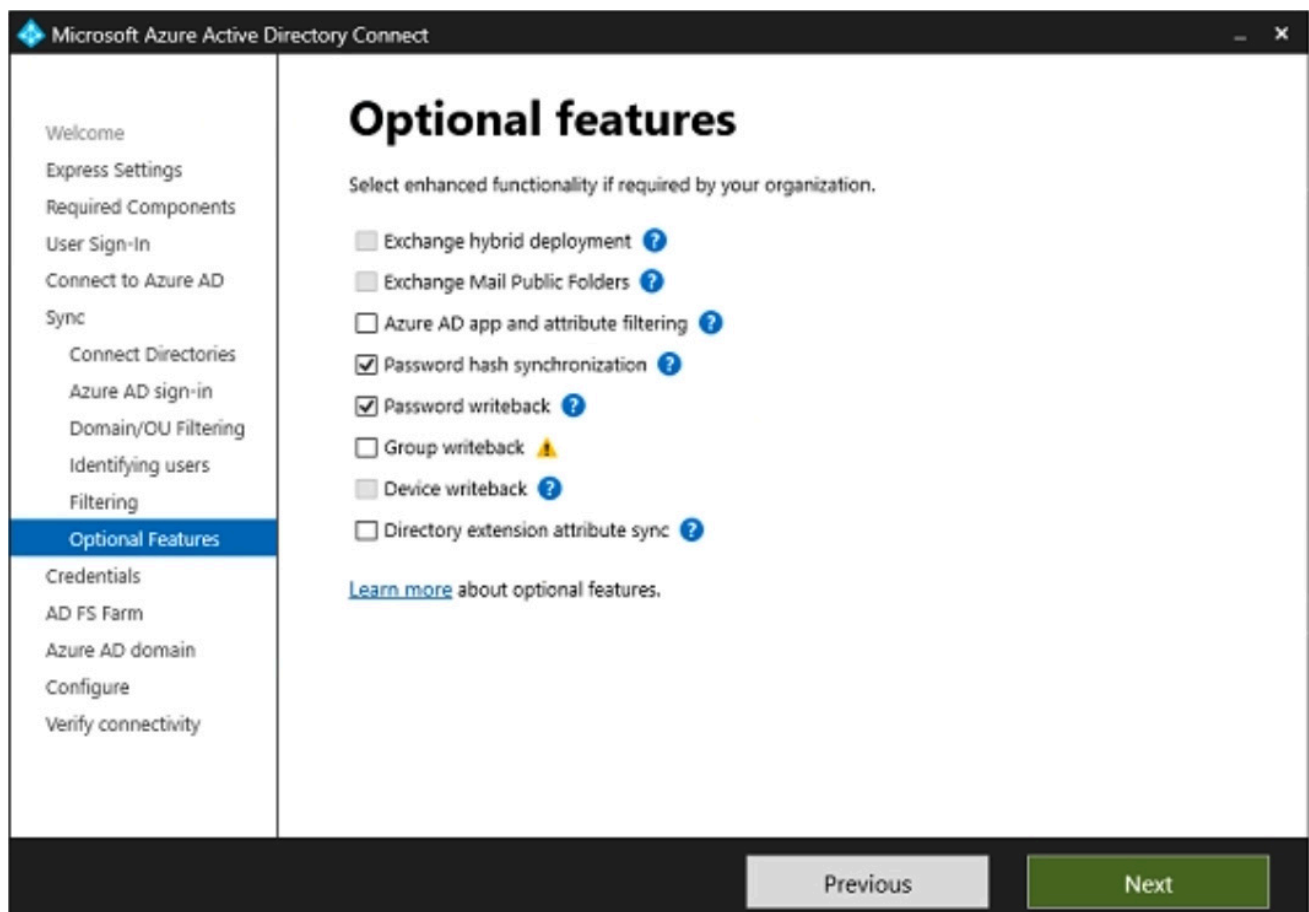 Microsoft Azure Active Directory Connect
Welcome
Express Settings
Required Components
User Sign-In
Connect to Azure AD
Sync
Connect Directories
Azure AD sign-in
Domain/OU Filtering
Identifying users
Filtering
Optional Features
Credentials
AD FS Farm
Azure AD domain
Configure
Verify connectivity
Optional features
Select enhanced functionality if required by your organization.
Exchange hybrid deployment ?
Exchange Mail Public Folders ?
Azure AD app and attribute filtering ?
Password hash synchronization ?
Password writeback ?
Group writeback
Device writeback ?
Directory extension attribute sync ?
Learn more about optional features.
Previous
Next